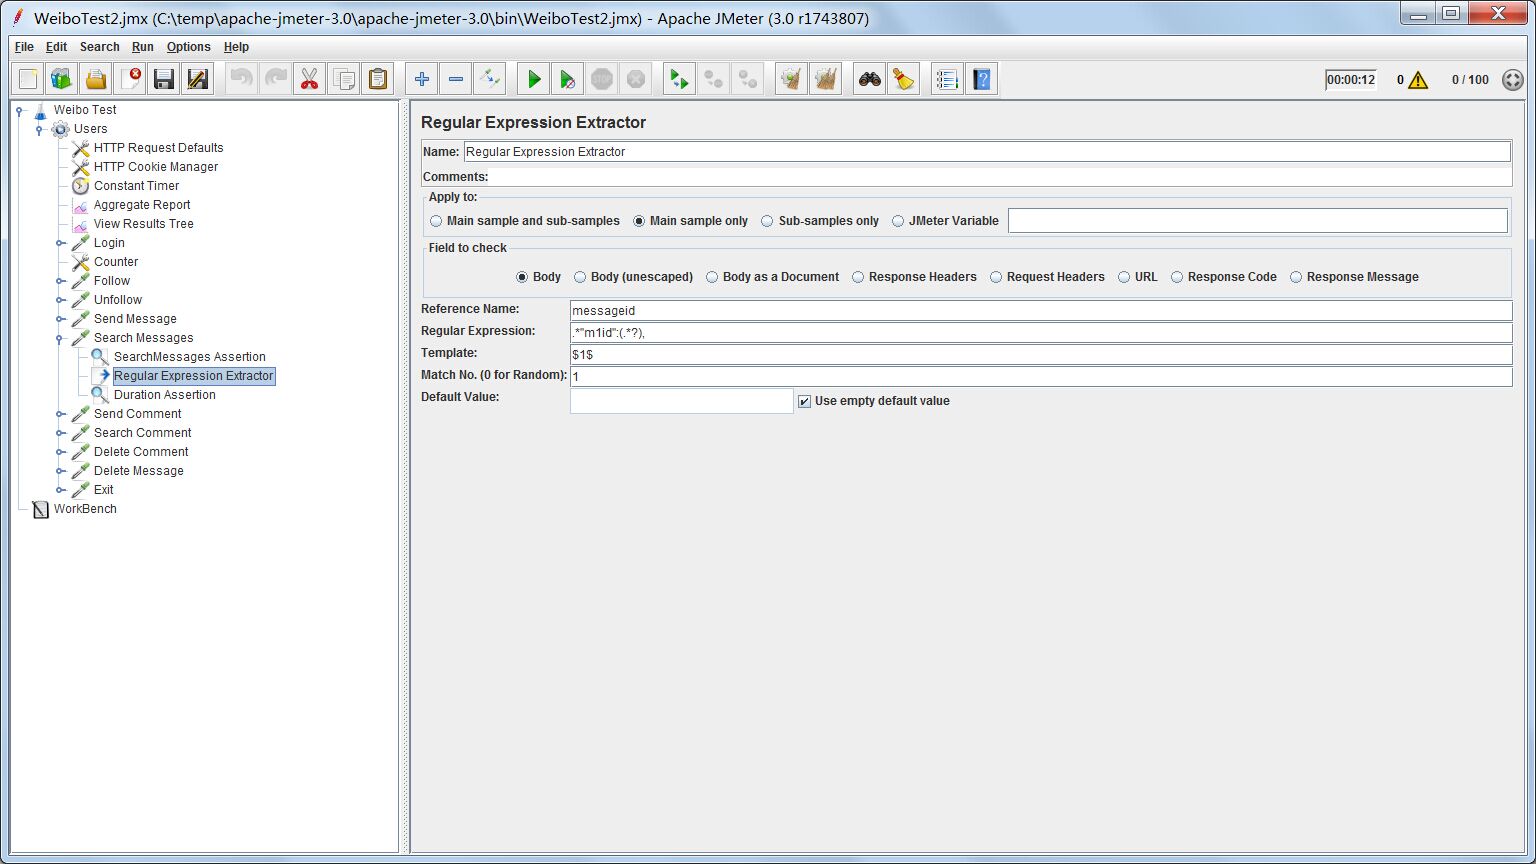 WeiboTest2.jmx (C:\temp\apache-jmeter-3.0\apache-jmeter-3.0\bin\WeiboTest2.jmx) - Apache JMeter (3.0 r1743807)
File Edit Search Run Options Help
STOP 00:00:12 0 0 / 100
Weibo Test
Users
HTTP Request Defaults
HTTP Cookie Manager
Constant Timer
Aggregate Report
View Results Tree
Login
Counter
Follow
Unfollow
Send Message
Search Messages
SearchMessages Assertion
Regular Expression Extractor
Duration Assertion
Send Comment
Search Comment
Delete Comment
Delete Message
Exit
WorkBench
Regular Expression Extractor
Name: Regular Expression Extractor
Comments:
Apply to:
Main sample and sub-samples Main sample only Sub-samples only JMeter Variable
Field to check
Body Body (unescaped) Body as a Document Response Headers Request Headers URL Response Code Response Message
Reference Name: messageid
Regular Expression: .*"m1id":(.*?),
Template: $1$
Match No. (0 for Random): 1
Default Value: Use empty default value